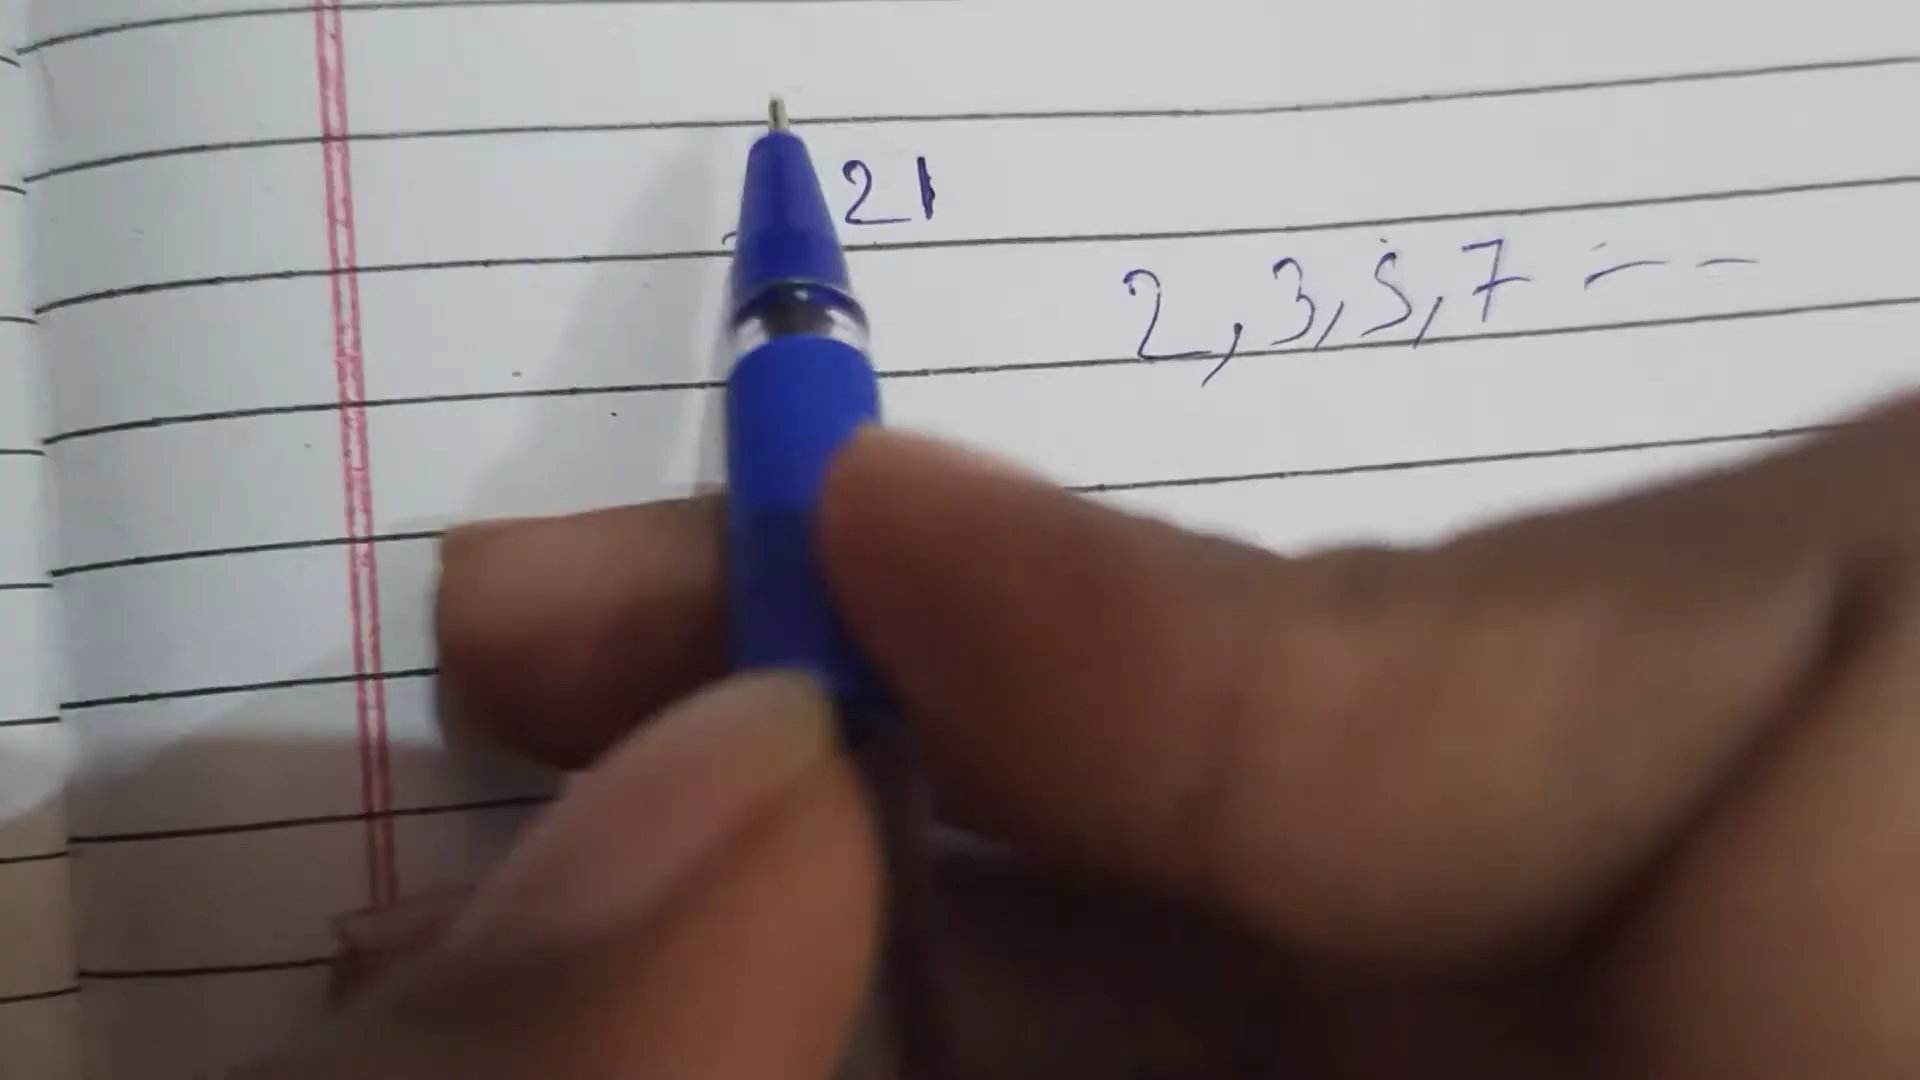 21
2, 3, 5, 7 - - -